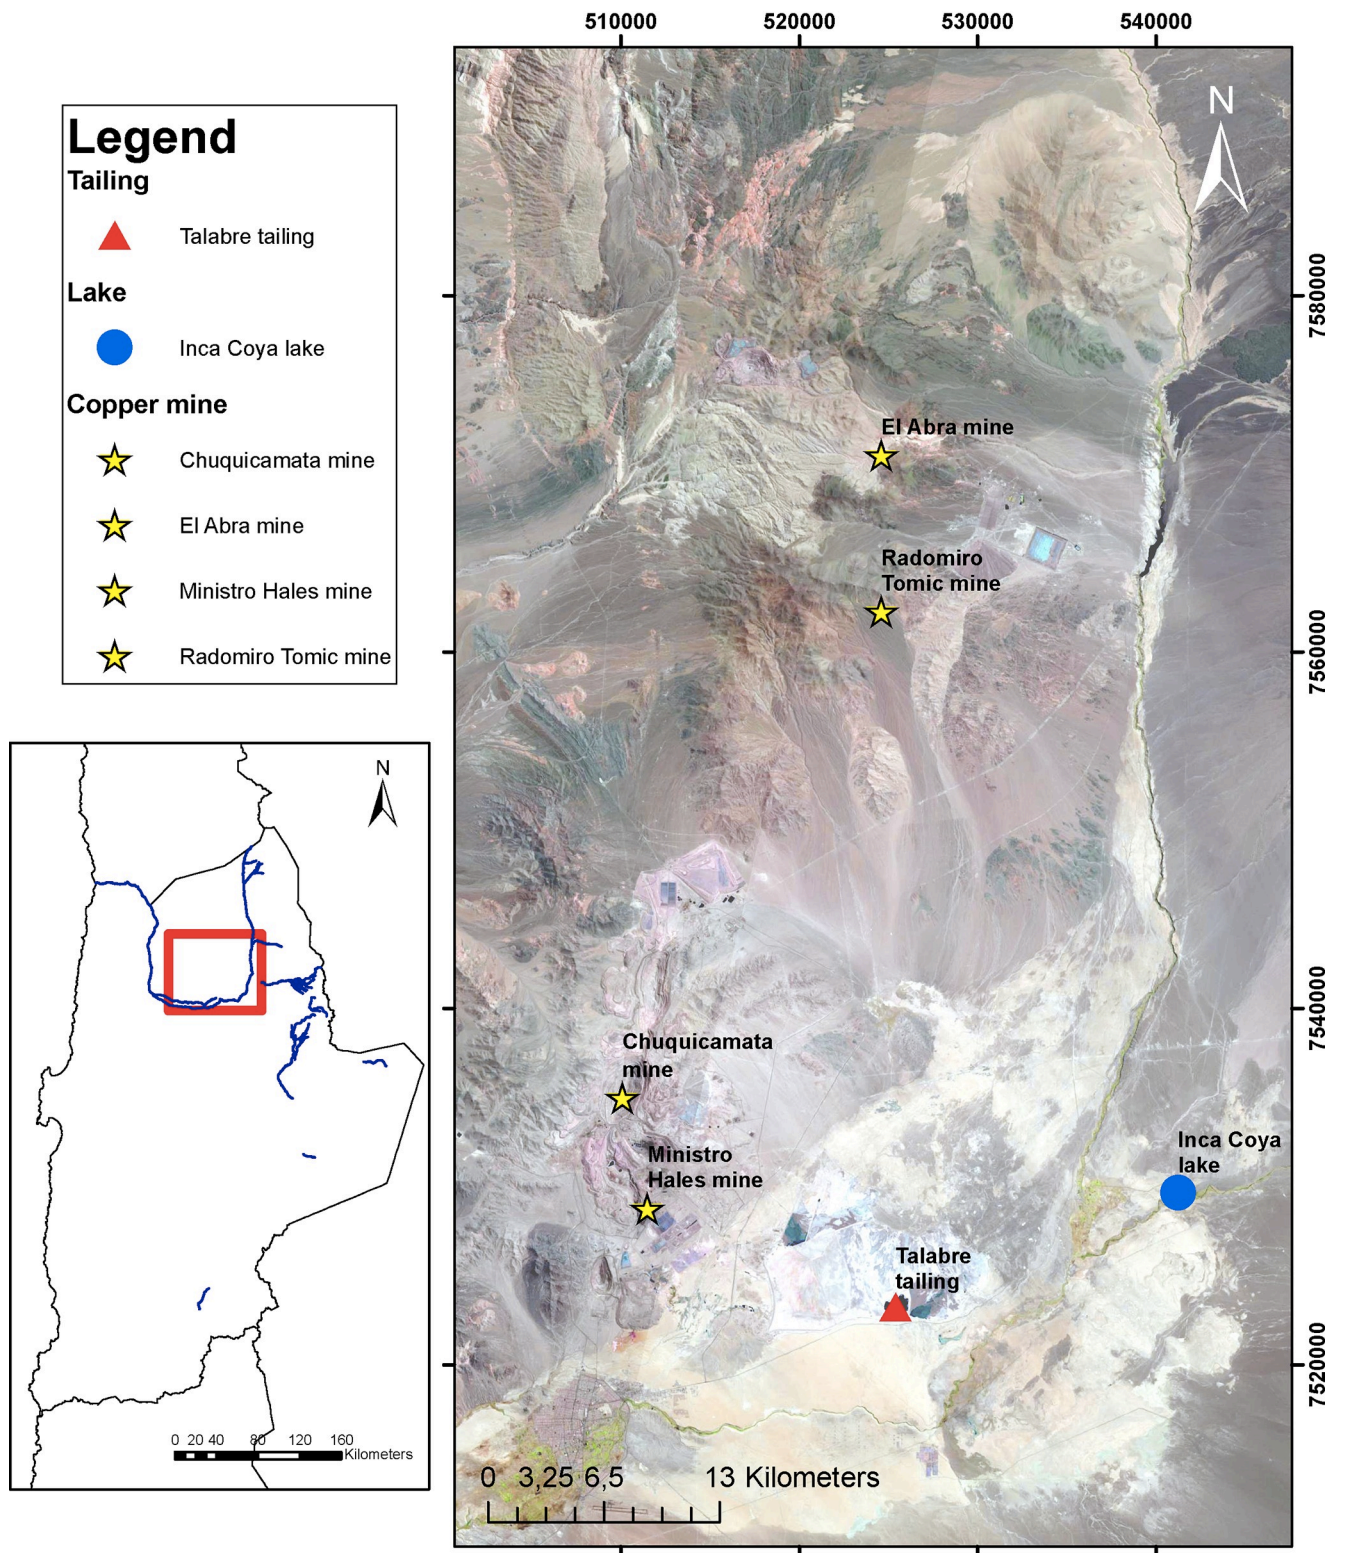 Legend
Tailing
Talabre tailing
Lake
Inca Coya lake
Copper mine
Chuquicamata mine
El Abra mine
Ministro Hales mine
Radomiro Tomic mine
N
0 20 40 80 120 160
Kilometers
510000 520000 530000 540000
N
7580000
7560000
7540000
7520000
El Abra mine
Radomiro
Tomic mine
Chuquicamata
mine
Ministro
Hales mine
Inca Coya
lake
Talabre
tailing
0 3,25 6,5 13 Kilometers